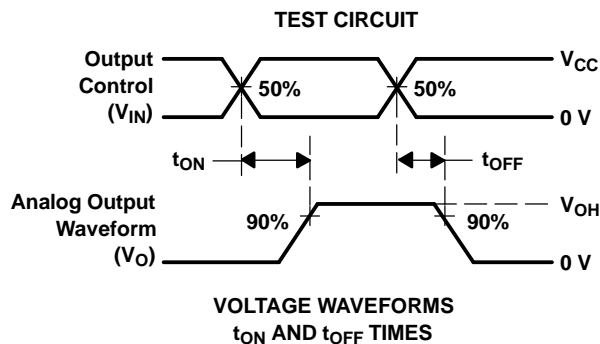 TEST CIRCUIT
Output
Control
(VIN)
50%
50%
VCC
0 V
tON
tOFF
Analog Output
Waveform
(VO)
90%
90%
VOH
0 V
VOLTAGE WAVEFORMS
tON AND tOFF TIMES